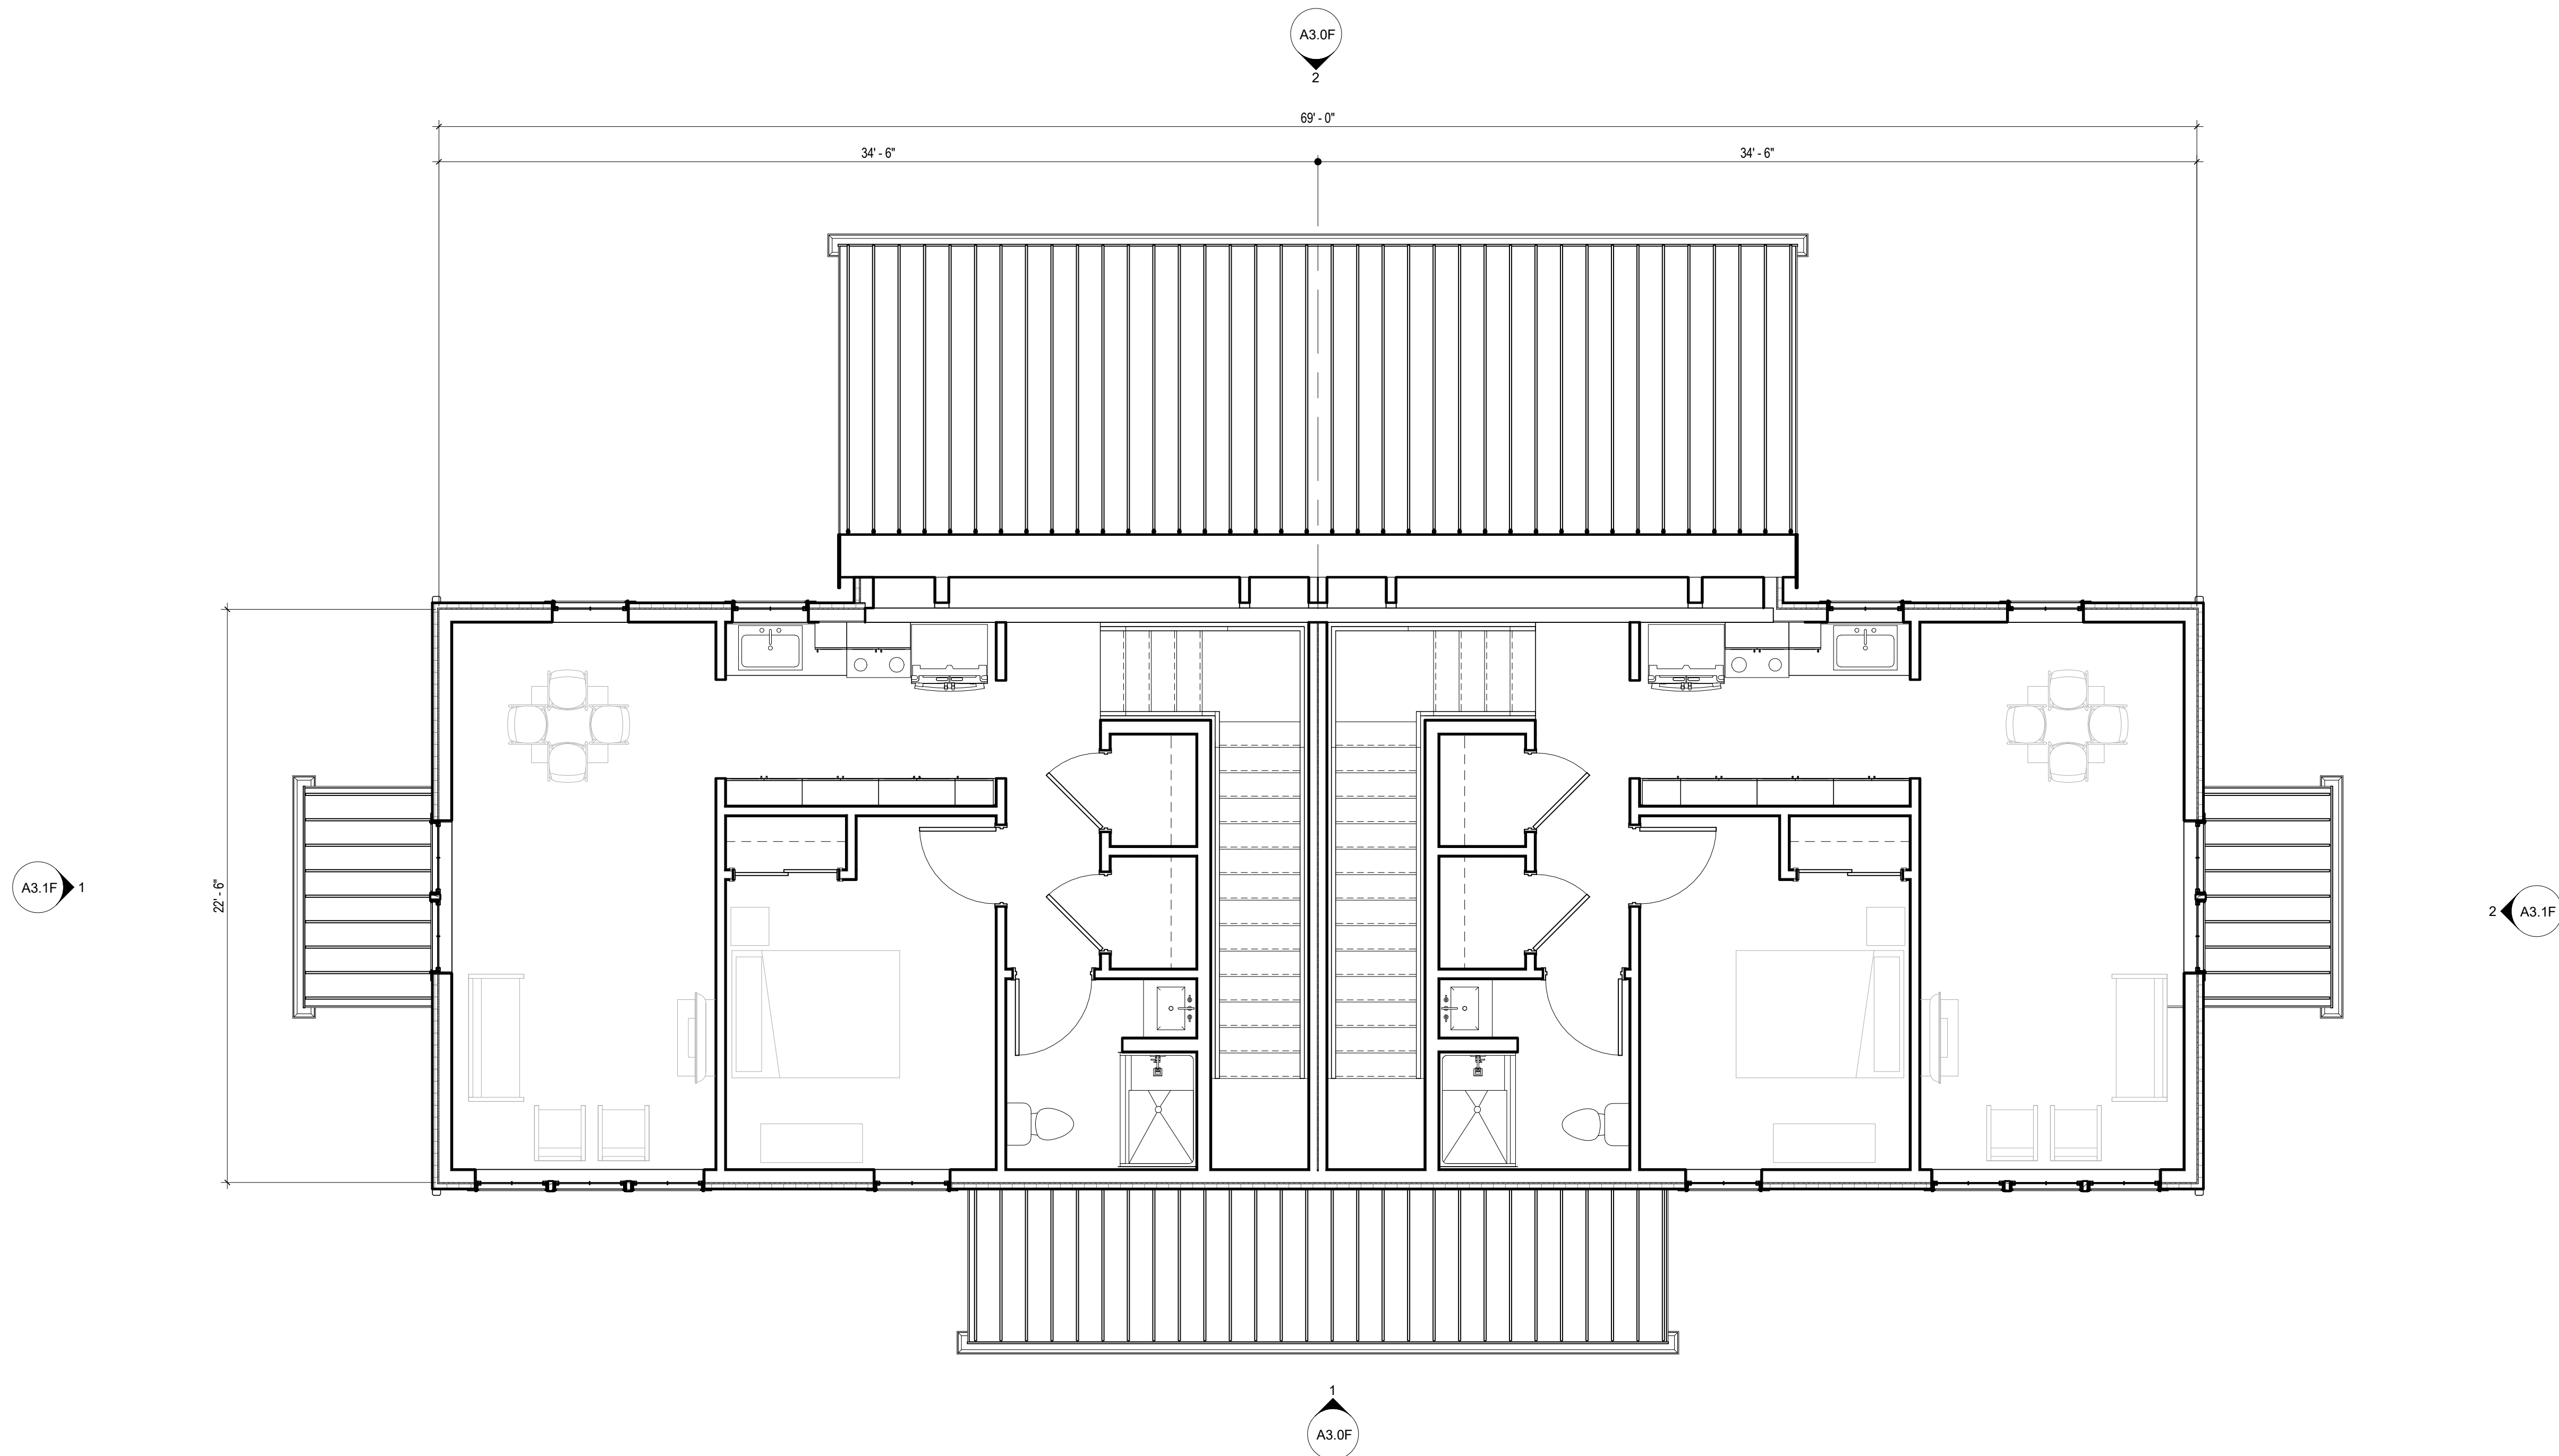 A3.0F
2
69' - 0"
34' - 6"
34' - 6"
22' - 6"
A3.1F
1
2
A3.1F
1
A3.0F